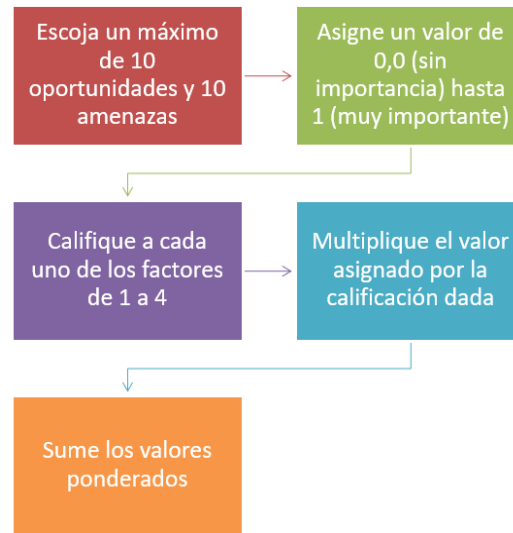 Escoja un máximo
de 10
oportunidades y 10
amenazas
Asigne un valor de
0,0 (sin
importancia) hasta
1 (muy importante)
Califique a cada
uno de los factores
de 1 a 4
Multiplique el valor
asignado por la
calificación dada
Sume los valores
ponderados